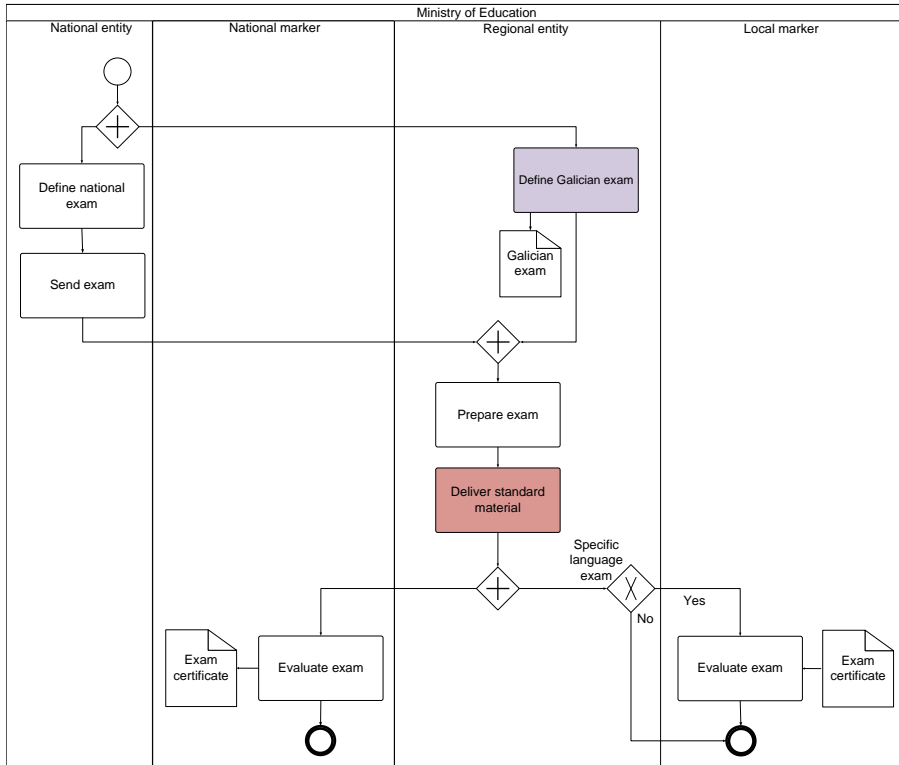 Ministry of Education
National entity
National marker
Regional entity
Local marker
Define national
exam
Define Galician exam
Send exam
Galician
exam
Prepare exam
Deliver standard
material
Specific
language
exam
Yes
No
Exam
certificate
Evaluate exam
Evaluate exam
Exam
certificate